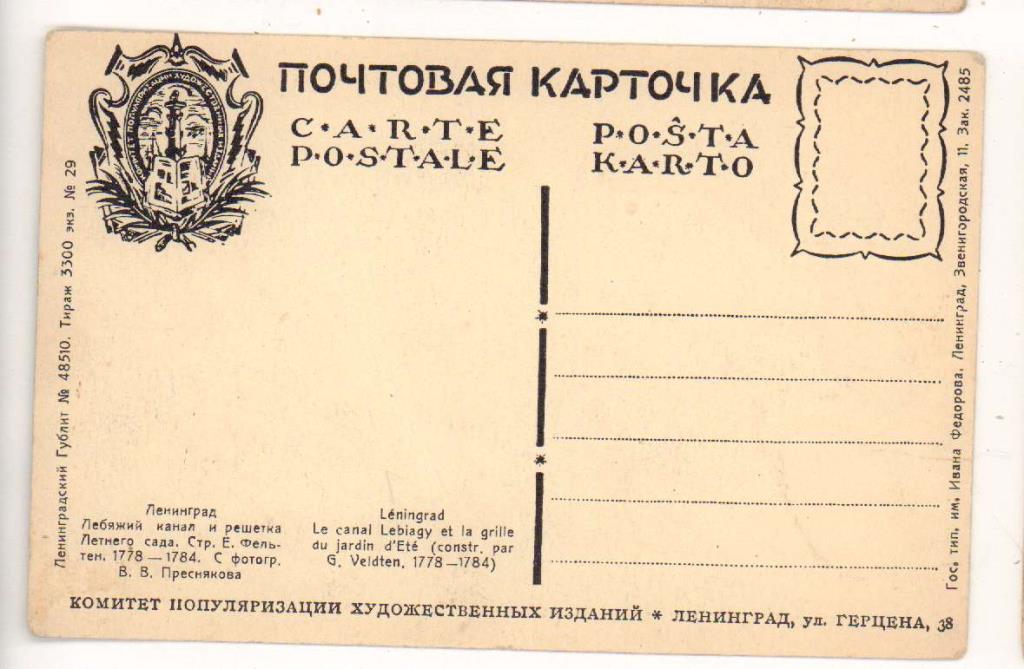 ПОЧТОВАЯ КАРТОЧКА
C·A·R·T·E
P·O·S·T·A·L·E
P·O·Ŝ·T·A
K·A·R·T·O
Ленинградский Гублит № 48510. Тираж 3300 экз. № 29
Ленинград
Лебяжий канал и решетка
Летнего сада. Стр. Е. Фель-
тен. 1778 — 1784. С фотогр.
В. В. Преснякова
Léningrad
Le canal Lebiagy et la grille
du jardin d'Eté (constr. par
G. Veldten, 1778—1784)
Гос. тип. им. Ивана Федорова. Ленинград, Звенигородская, 11. Зак. 2485
КОМИТЕТ ПОПУЛЯРИЗАЦИИ ХУДОЖЕСТВЕННЫХ ИЗДАНИЙ * ЛЕНИНГРАД, ул. ГЕРЦЕНА, 38